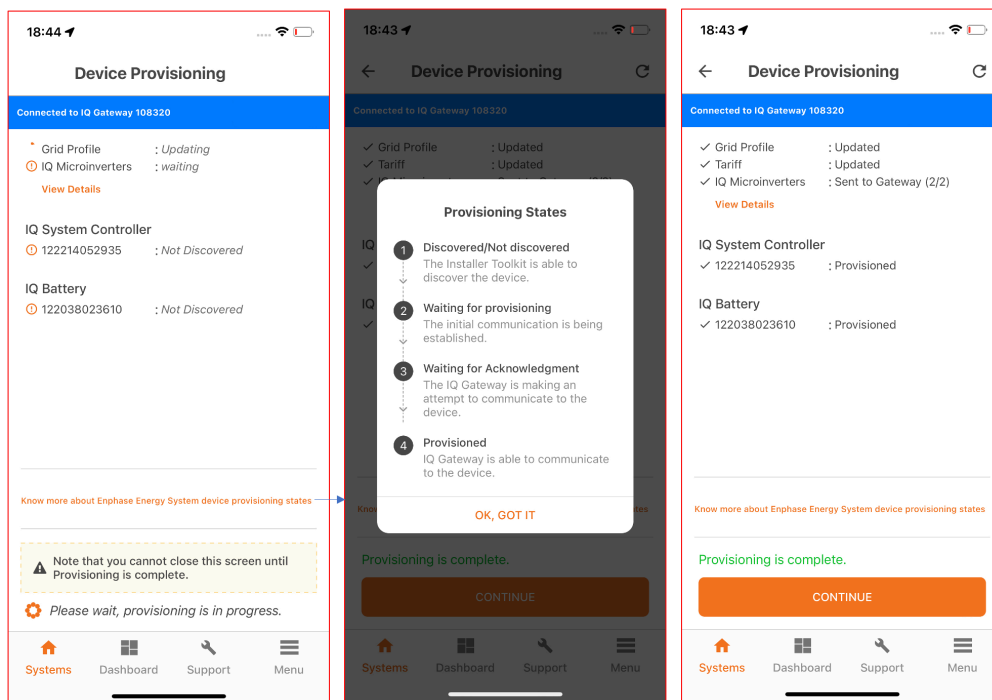 18:44
Device Provisioning
Connected to IQ Gateway 108320
Grid Profile : Updating
IQ Microinverters : waiting
View Details
IQ System Controller
122214052935 : Not Discovered
IQ Battery
122038023610 : Not Discovered
Know more about Enphase Energy System device provisioning states
Note that you cannot close this screen until
Provisioning is complete.
Please wait, provisioning is in progress.
Systems Dashboard Support Menu
18:43
Device Provisioning
Connected to IQ Gateway 108320
Grid Profile : Updated
Tariff : Updated
Provisioning States
1 Discovered/Not discovered
The Installer Toolkit is able to
discover the device.
2 Waiting for provisioning
The initial communication is being
established.
3 Waiting for Acknowledgment
The IQ Gateway is making an
attempt to communicate to the
device.
4 Provisioned
IQ Gateway is able to communicate
to the device.
OK, GOT IT
IQ
IQ
Provisioning is complete.
CONTINUE
Systems Dashboard Support Menu
18:43
Device Provisioning
Connected to IQ Gateway 108320
Grid Profile : Updated
Tariff : Updated
IQ Microinverters : Sent to Gateway (2/2)
View Details
IQ System Controller
122214052935 : Provisioned
IQ Battery
122038023610 : Provisioned
Know more about Enphase Energy System device provisioning states
Provisioning is complete.
CONTINUE
Systems Dashboard Support Menu